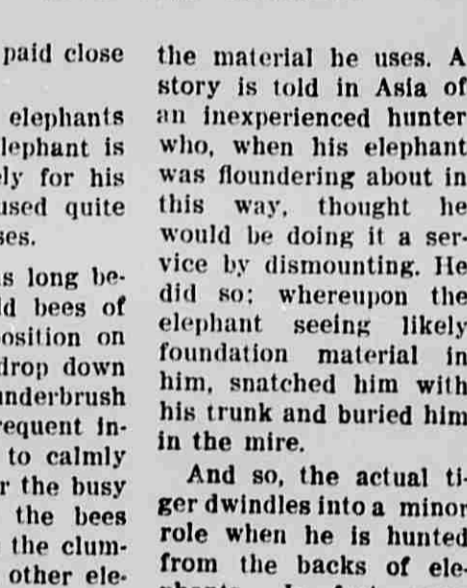 paid close
elephants
lephant is
ly for his
used quite
ses.
s long be-
d bees of
osition on
drop down
underbrush
requent in-
to calmly
r the busy
the bees
the clum-
other ele-
the material he uses. A
story is told in Asia of
an inexperienced hunter
who, when his elephant
was floundering about in
this way, thought he
would be doing it a ser-
vice by dismounting. He
did so; whereupon the
elephant seeing likely
foundation material in
him, snatched him with
his trunk and buried him
in the mire.
And so, the actual ti-
ger dwindles into a minor
role when he is hunted
from the backs of ele-